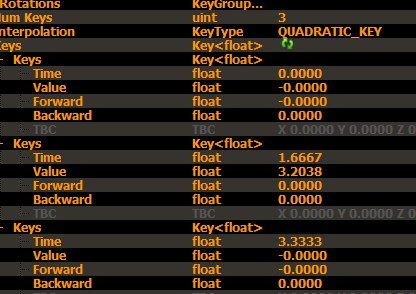 Rotations KeyGroup...
Num Keys uint 3
Interpolation KeyType QUADRATIC_KEY
Keys Key<float>
Keys Key<float>
Time float 0.0000
Value float -0.0000
Forward float -0.0000
Backward float 0.0000
TBC TBC X 0.0000 Y 0.0000 Z 0
Keys Key<float>
Time float 1.6667
Value float 3.2038
Forward float 0.0000
Backward float 0.0000
TBC TBC X 0.0000 Y 0.0000 Z 0
Keys Key<float>
Time float 3.3333
Value float -0.0000
Forward float -0.0000
Backward float 0.0000